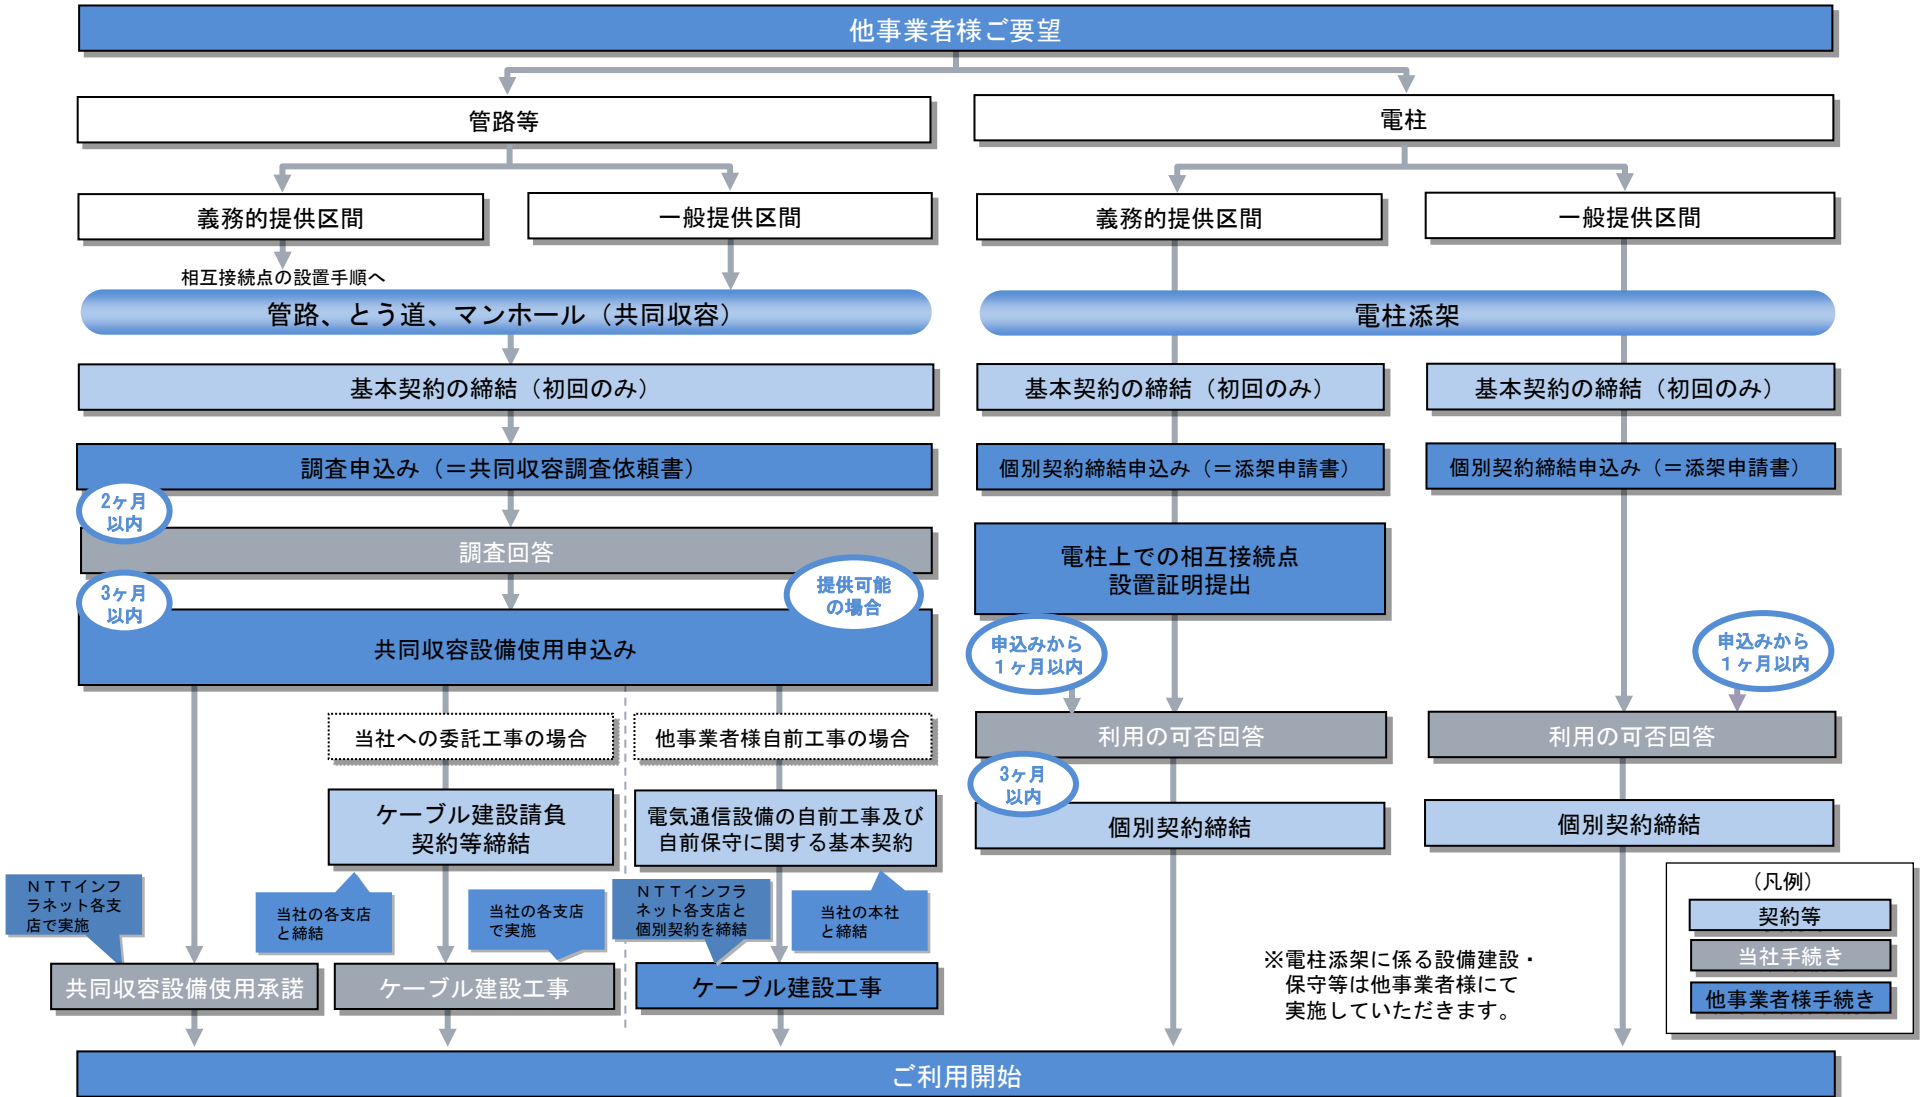 他事業者様ご要望
管路等
電柱
義務的提供区間
一般提供区間
義務的提供区間
一般提供区間
相互接続点の設置手順へ
管路、とう道、マンホール（共同収容）
電柱添架
基本契約の締結（初回のみ）
基本契約の締結（初回のみ）
基本契約の締結（初回のみ）
調査申込み（＝共同収容調査依頼書）
個別契約締結申込み（＝添架申請書）
個別契約締結申込み（＝添架申請書）
2ヶ月
以内
調査回答
電柱上での相互接続点
設置証明提出
3ヶ月
以内
提供可能
の場合
共同収容設備使用申込み
申込みから
１ヶ月以内
申込みから
１ヶ月以内
当社への委託工事の場合
他事業者様自前工事の場合
利用の可否回答
利用の可否回答
3ヶ月
以内
ケーブル建設請負
契約等締結
電気通信設備の自前工事及び
自前保守に関する基本契約
個別契約締結
個別契約締結
ＮＴＴインフ
ラネット各支
店で実施
当社の各支店
と締結
当社の各支店
で実施
ＮＴＴインフラ
ネット各支店と
個別契約を締結
当社の本社
と締結
共同収容設備使用承諾
ケーブル建設工事
ケーブル建設工事
※電柱添架に係る設備建設・
保守等は他事業者様にて
実施していただきます。
（凡例）
契約等
当社手続き
他事業者様手続き
ご利用開始